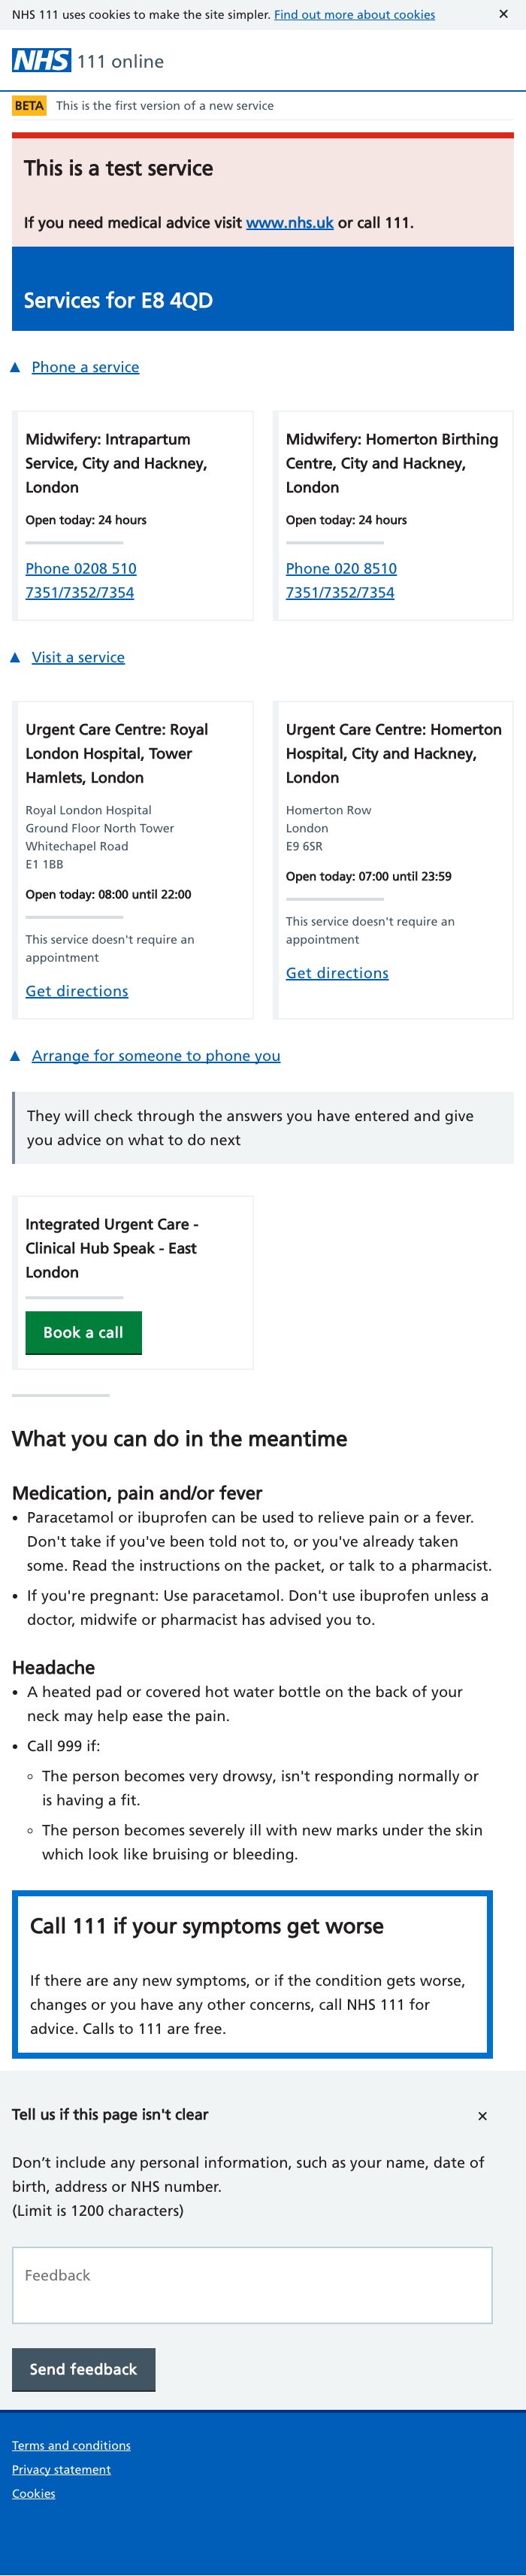 NHS 111 uses cookies to make the site simpler. Find out more about cookies ✕
NHS 111 online
BETA This is the first version of a new service
This is a test service
If you need medical advice visit www.nhs.uk or call 111.
Services for E8 4QD
▲ Phone a service
Midwifery: Intrapartum
Service, City and Hackney,
London
Open today: 24 hours
Phone 0208 510
7351/7352/7354
Midwifery: Homerton Birthing
Centre, City and Hackney,
London
Open today: 24 hours
Phone 020 8510
7351/7352/7354
▲ Visit a service
Urgent Care Centre: Royal
London Hospital, Tower
Hamlets, London
Royal London Hospital
Ground Floor North Tower
Whitechapel Road
E1 1BB
Open today: 08:00 until 22:00
This service doesn't require an
appointment
Get directions
Urgent Care Centre: Homerton
Hospital, City and Hackney,
London
Homerton Row
London
E9 6SR
Open today: 07:00 until 23:59
This service doesn't require an
appointment
Get directions
▲ Arrange for someone to phone you
They will check through the answers you have entered and give
you advice on what to do next
Integrated Urgent Care -
Clinical Hub Speak - East
London
Book a call
What you can do in the meantime
Medication, pain and/or fever
• Paracetamol or ibuprofen can be used to relieve pain or a fever.
Don't take if you've been told not to, or you've already taken
some. Read the instructions on the packet, or talk to a pharmacist.
• If you're pregnant: Use paracetamol. Don't use ibuprofen unless a
doctor, midwife or pharmacist has advised you to.
Headache
• A heated pad or covered hot water bottle on the back of your
neck may help ease the pain.
• Call 999 if:
◦ The person becomes very drowsy, isn't responding normally or
is having a fit.
◦ The person becomes severely ill with new marks under the skin
which look like bruising or bleeding.
Call 111 if your symptoms get worse
If there are any new symptoms, or if the condition gets worse,
changes or you have any other concerns, call NHS 111 for
advice. Calls to 111 are free.
Tell us if this page isn't clear ✕
Don’t include any personal information, such as your name, date of
birth, address or NHS number.
(Limit is 1200 characters)
Feedback
Send feedback
Terms and conditions
Privacy statement
Cookies